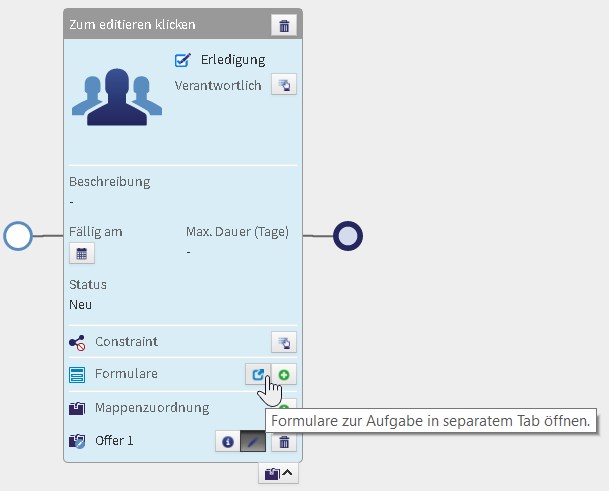 Zum editieren klicken
Erledigung
Verantwortlich
Beschreibung
-
Fällig am
Max. Dauer (Tage)
-
Status
Neu
Constraint
Formulare
Mappenzuordnung
Formulare zur Aufgabe in separatem Tab öffnen.
Offer 1